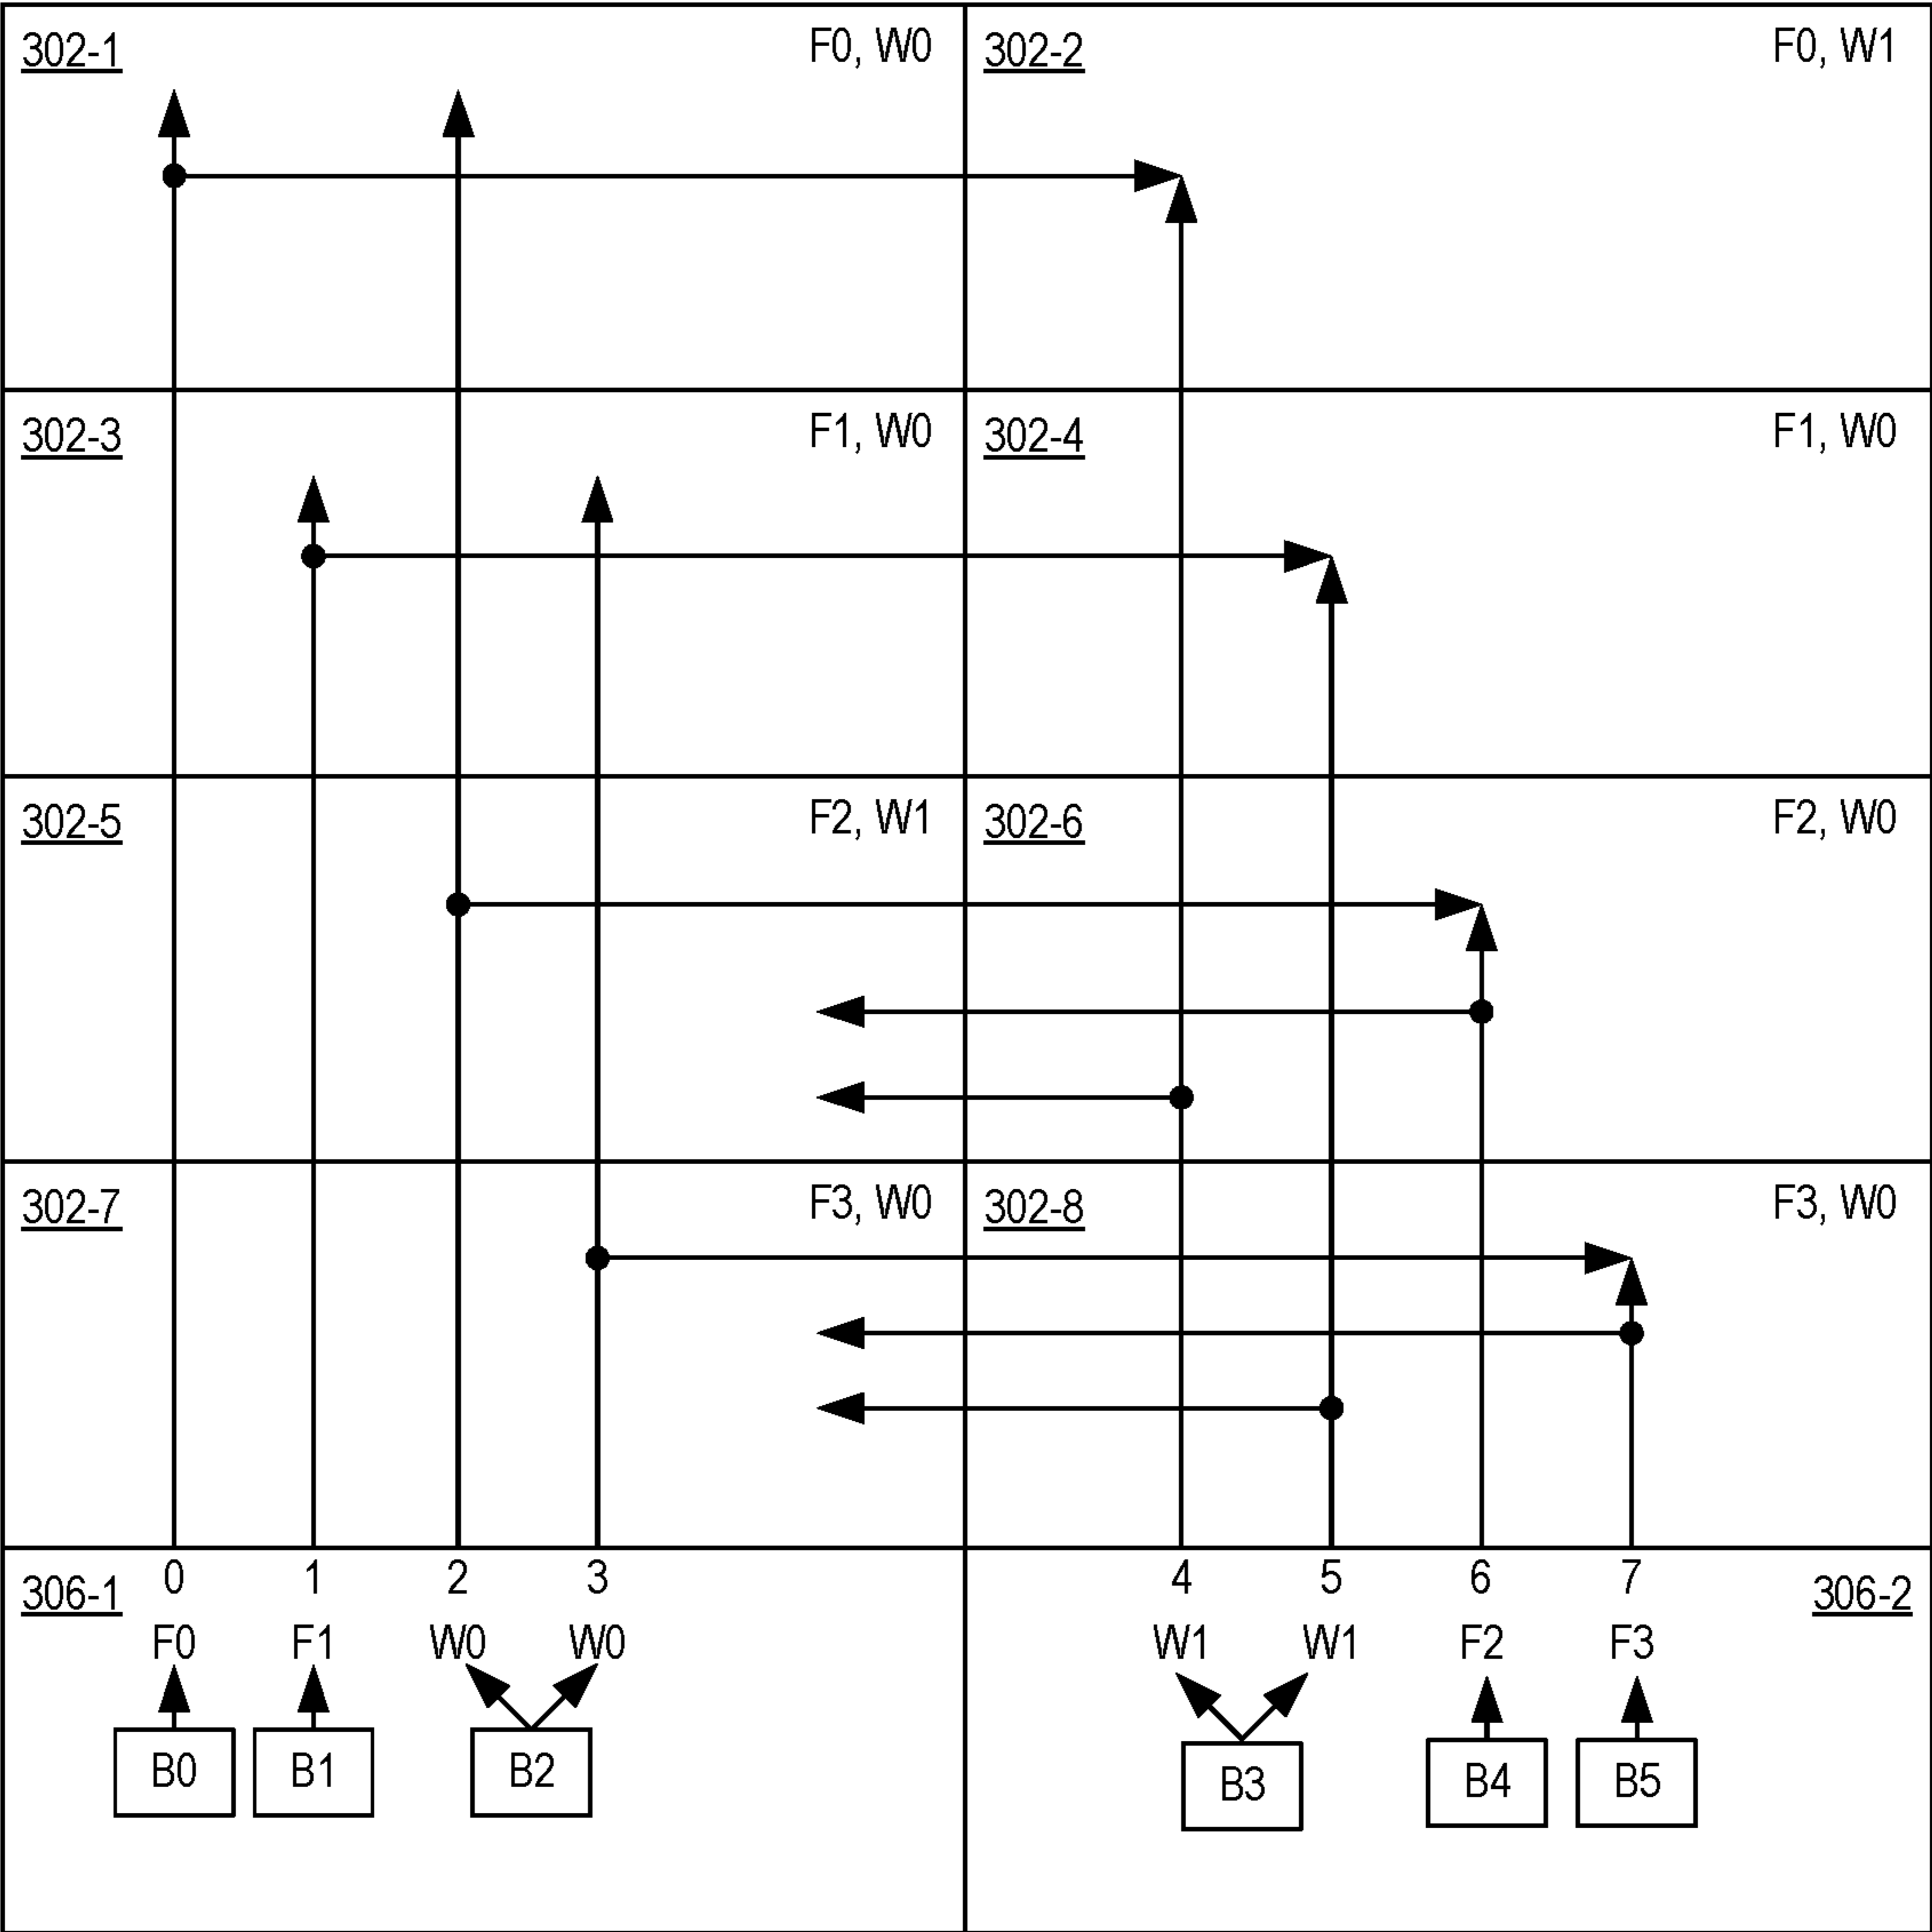 302-1 F0, W0 302-2 F0, W1
302-3 F1, W0 302-4 F1, W0
302-5 F2, W1 302-6 F2, W0
302-7 F3, W0 302-8 F3, W0
306-1 0 1 2 3 4 5 6 7 306-2
F0 F1 W0 W0 W1 W1 F2 F3
B0 B1 B2 B3 B4 B5